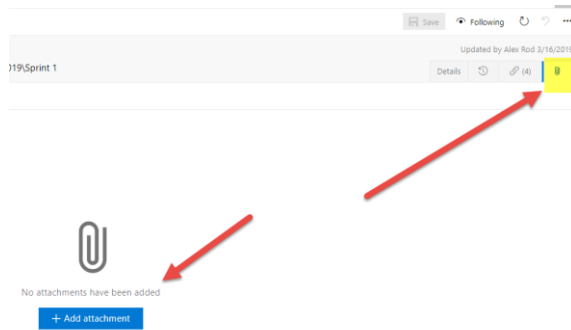 Save Following
Updated by Alex Rod 3/16/2019
019\Sprint 1
Details (4)
No attachments have been added
+ Add attachment